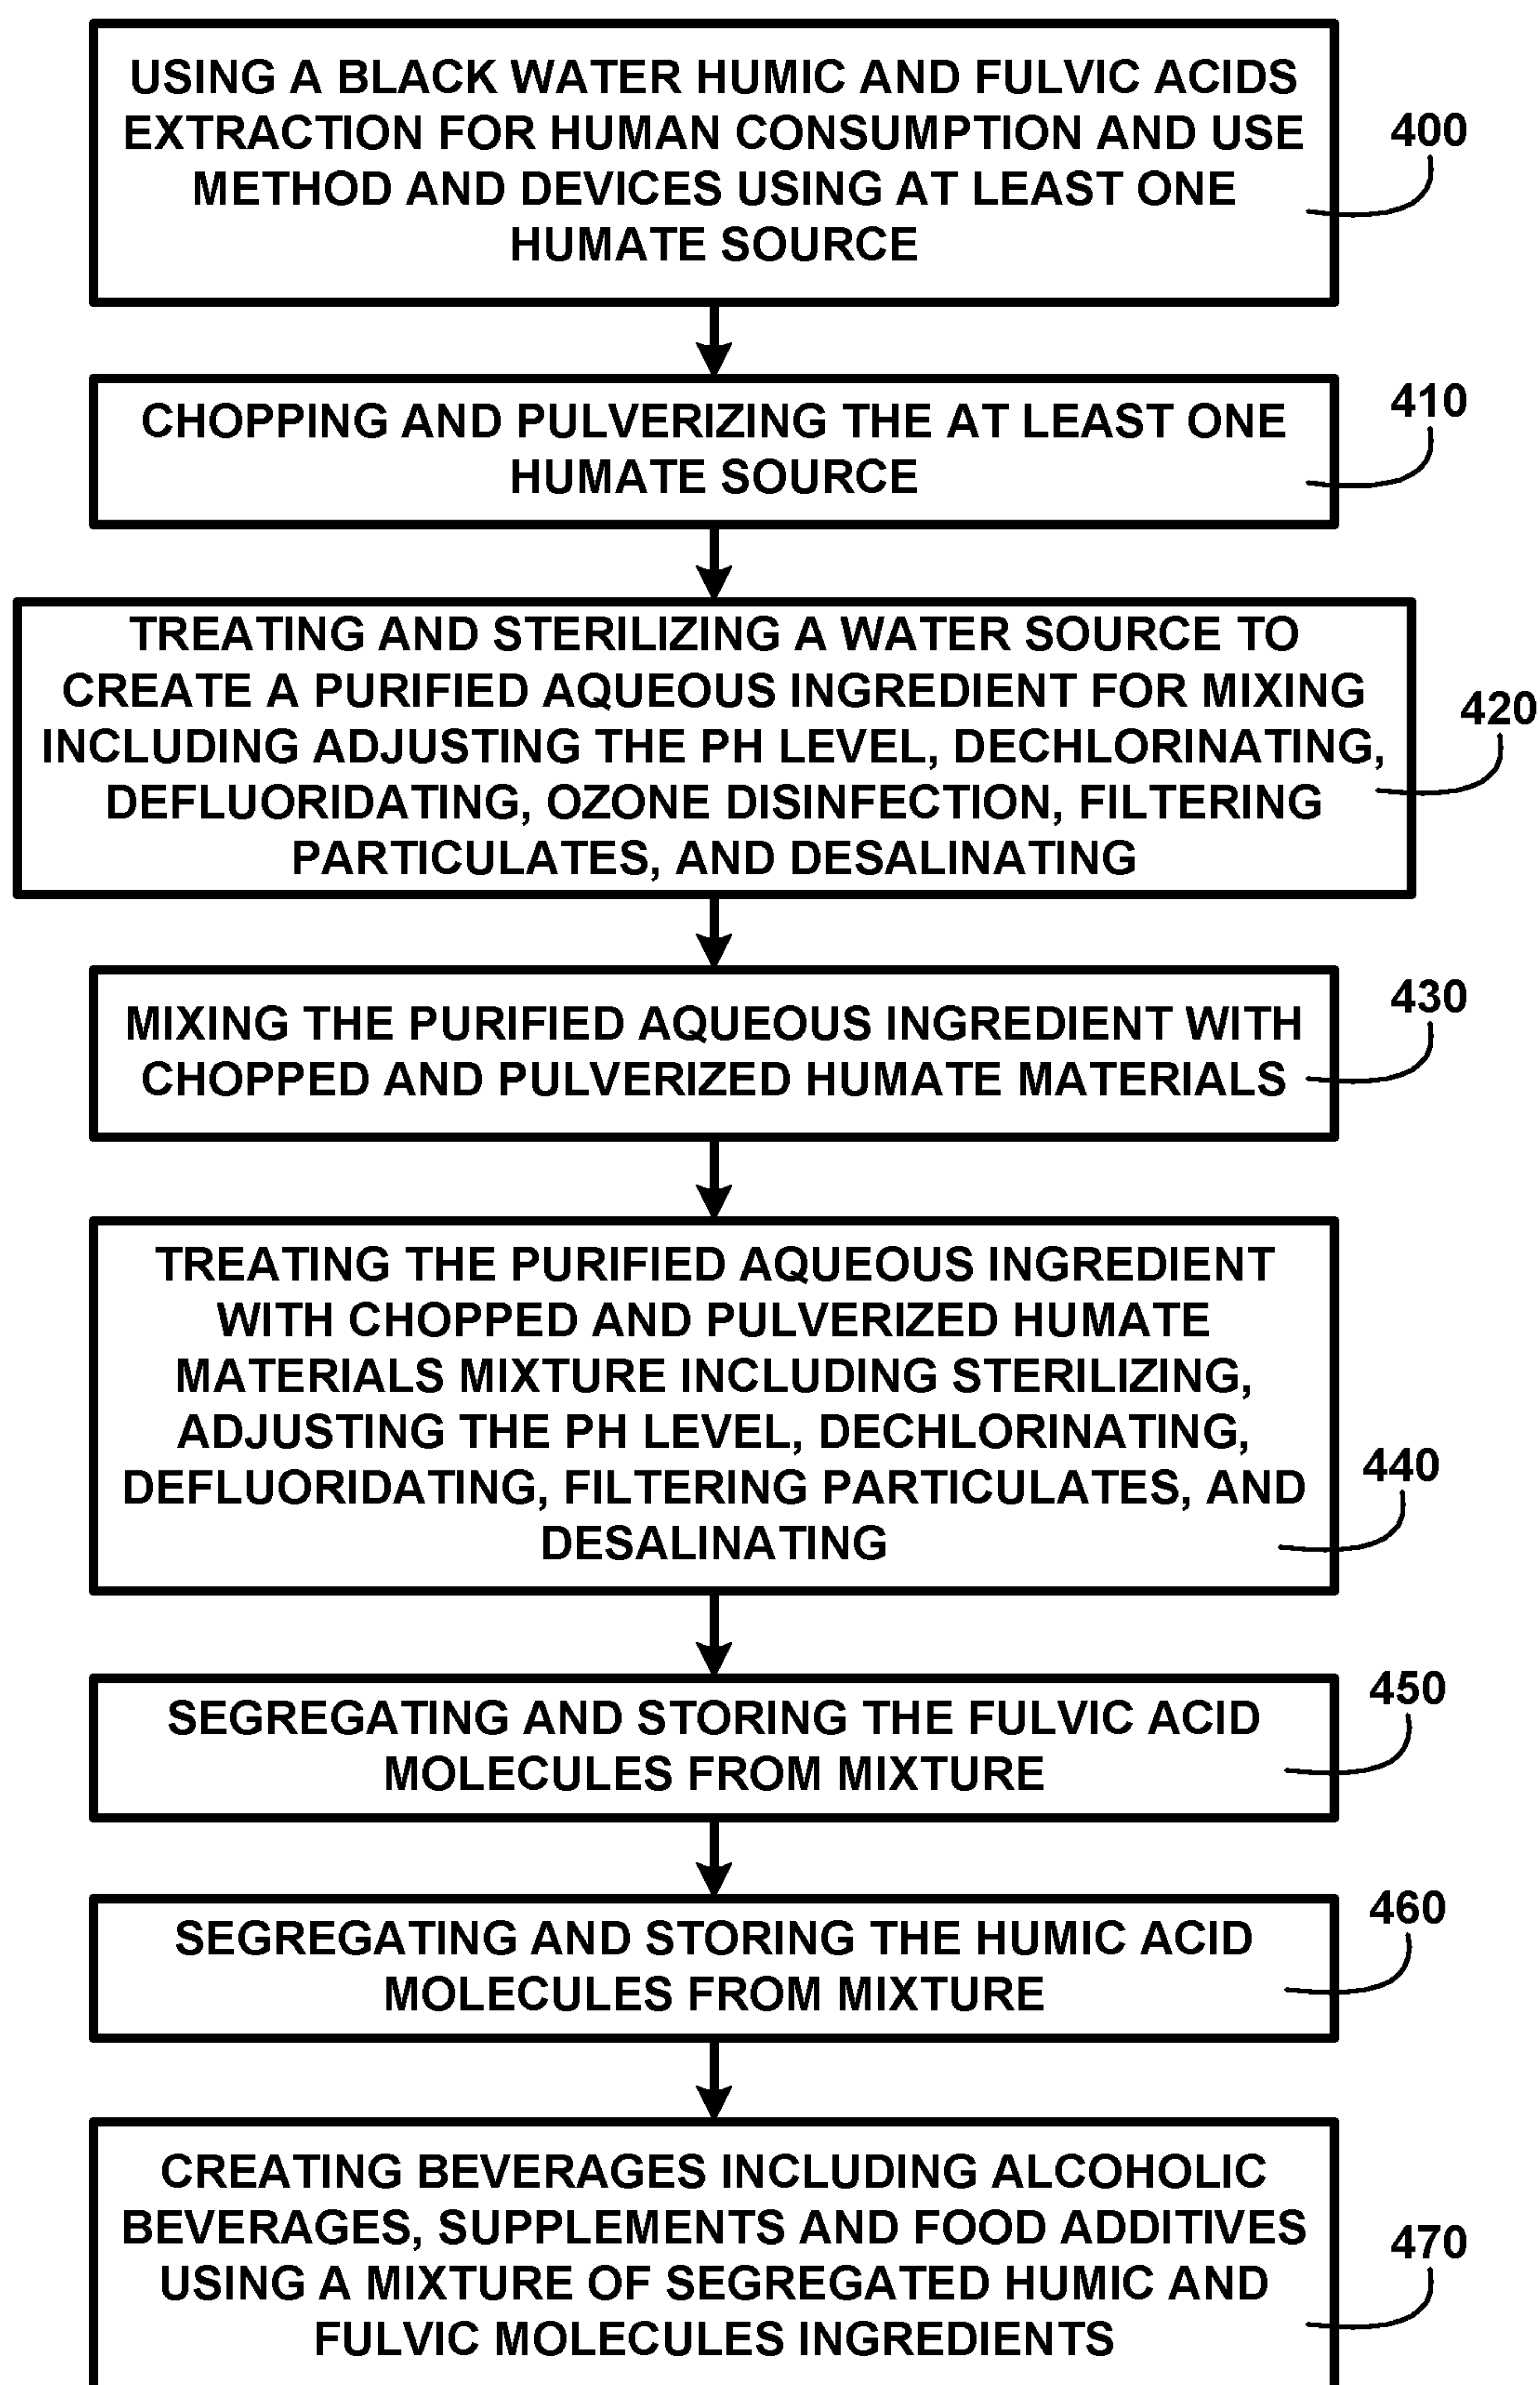 USING A BLACK WATER HUMIC AND FULVIC ACIDS
EXTRACTION FOR HUMAN CONSUMPTION AND USE
METHOD AND DEVICES USING AT LEAST ONE
HUMATE SOURCE
400
CHOPPING AND PULVERIZING THE AT LEAST ONE
HUMATE SOURCE
410
TREATING AND STERILIZING A WATER SOURCE TO
CREATE A PURIFIED AQUEOUS INGREDIENT FOR MIXING
INCLUDING ADJUSTING THE PH LEVEL, DECHLORINATING,
DEFLUORIDATING, OZONE DISINFECTION, FILTERING
PARTICULATES, AND DESALINATING
420
MIXING THE PURIFIED AQUEOUS INGREDIENT WITH
CHOPPED AND PULVERIZED HUMATE MATERIALS
430
TREATING THE PURIFIED AQUEOUS INGREDIENT
WITH CHOPPED AND PULVERIZED HUMATE
MATERIALS MIXTURE INCLUDING STERILIZING,
ADJUSTING THE PH LEVEL, DECHLORINATING,
DEFLUORIDATING, FILTERING PARTICULATES, AND
DESALINATING
440
SEGREGATING AND STORING THE FULVIC ACID
MOLECULES FROM MIXTURE
450
SEGREGATING AND STORING THE HUMIC ACID
MOLECULES FROM MIXTURE
460
CREATING BEVERAGES INCLUDING ALCOHOLIC
BEVERAGES, SUPPLEMENTS AND FOOD ADDITIVES
USING A MIXTURE OF SEGREGATED HUMIC AND
FULVIC MOLECULES INGREDIENTS
470